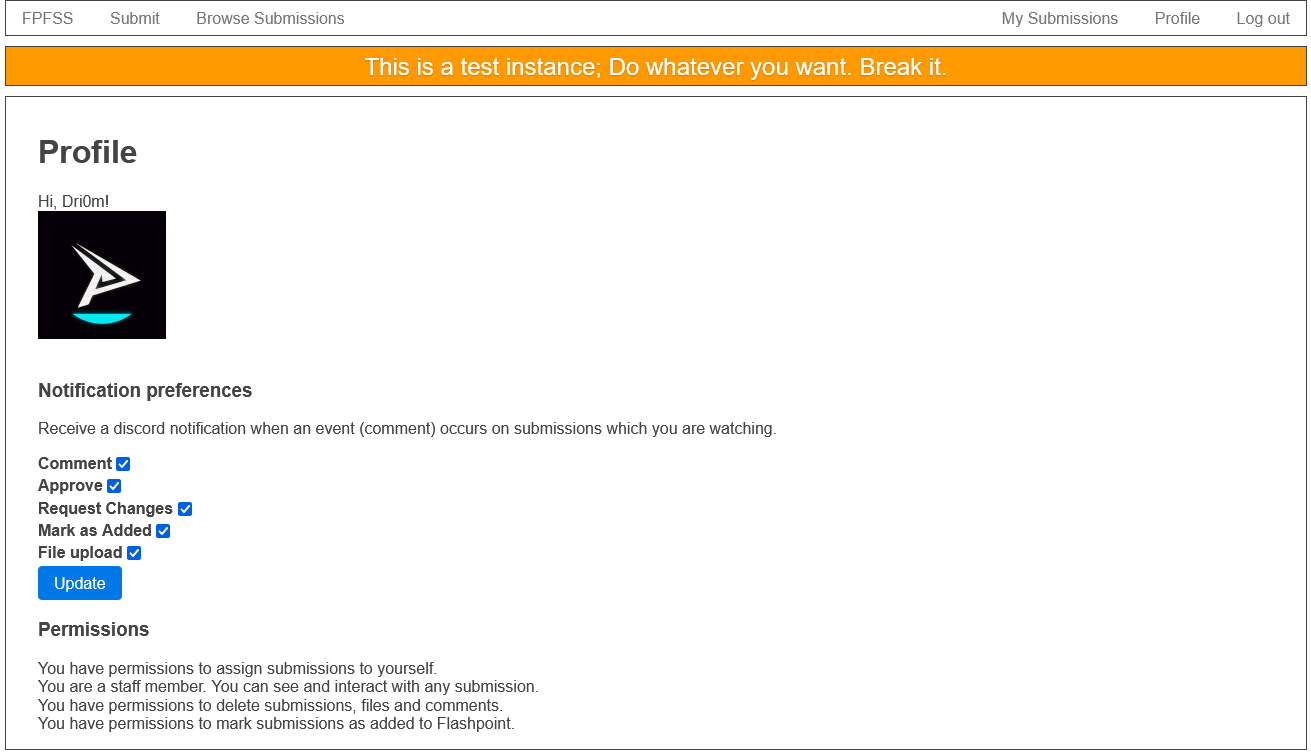 FPFSS Submit Browse Submissions My Submissions Profile Log out
This is a test instance; Do whatever you want. Break it.
Profile
Hi, Dri0m!
Notification preferences
Receive a discord notification when an event (comment) occurs on submissions which you are watching.
Comment
Approve
Request Changes
Mark as Added
File upload
Update
Permissions
You have permissions to assign submissions to yourself.
You are a staff member. You can see and interact with any submission.
You have permissions to delete submissions, files and comments.
You have permissions to mark submissions as added to Flashpoint.